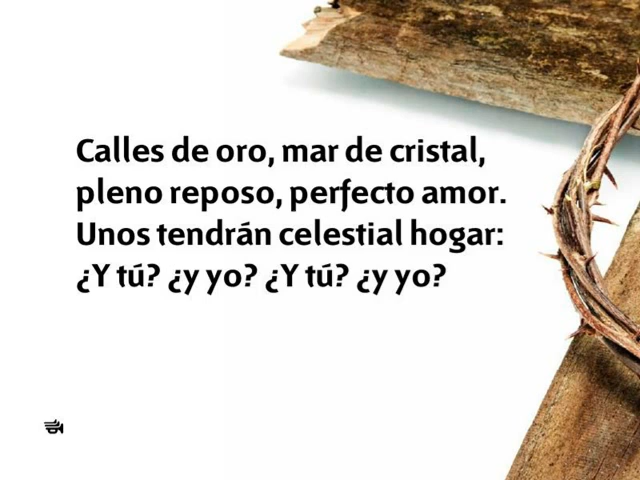 Calles de oro, mar de cristal,
pleno reposo, perfecto amor.
Unos tendrán celestial hogar:
¿Y tú? ¿y yo? ¿Y tú? ¿y yo?